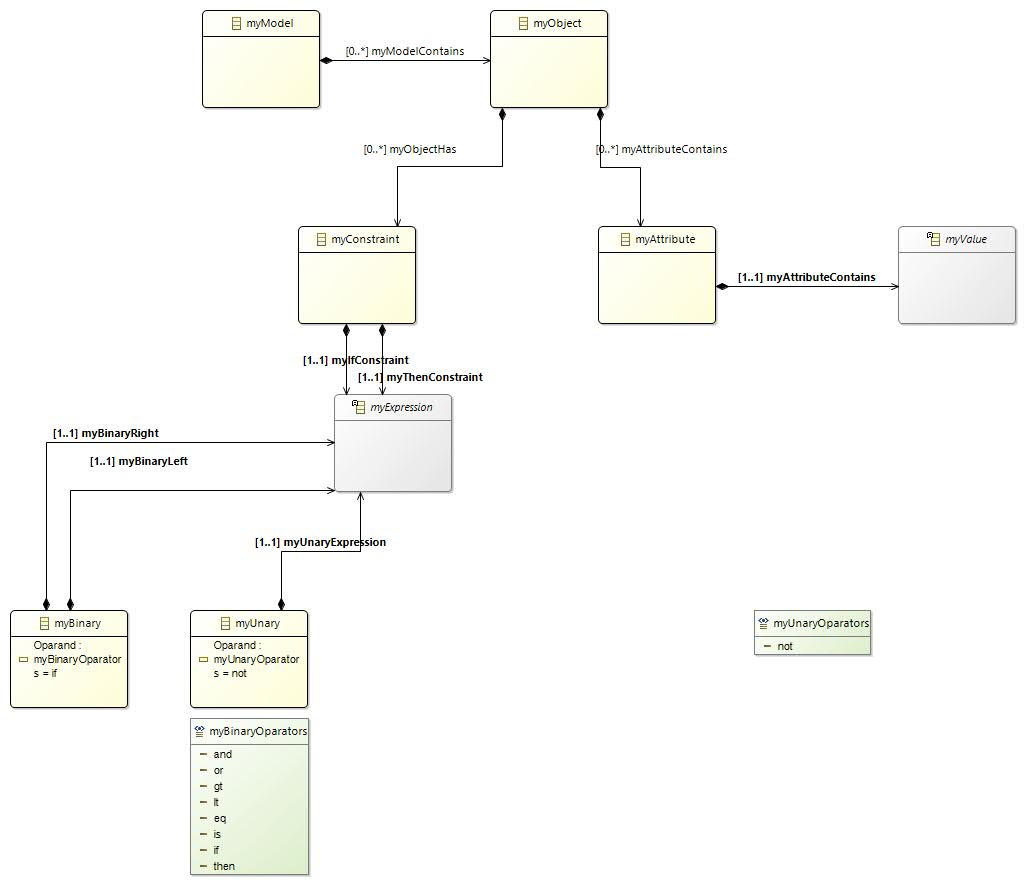 myModel
myObject
[0..*] myModelContains
[0..*] myObjectHas
[0..*] myAttributeContains
myConstraint
myAttribute
myValue
[1..1] myAttributeContains
[1..1] myIfConstraint
[1..1] myThenConstraint
myExpression
[1..1] myBinaryRight
[1..1] myBinaryLeft
[1..1] myUnaryExpression
myBinary
Oparand :
myBinaryOperator
s = if
myUnary
Oparand :
myUnaryOperator
s = not
myUnaryOparators
not
myBinaryOparators
and
or
gt
lt
eq
is
if
then